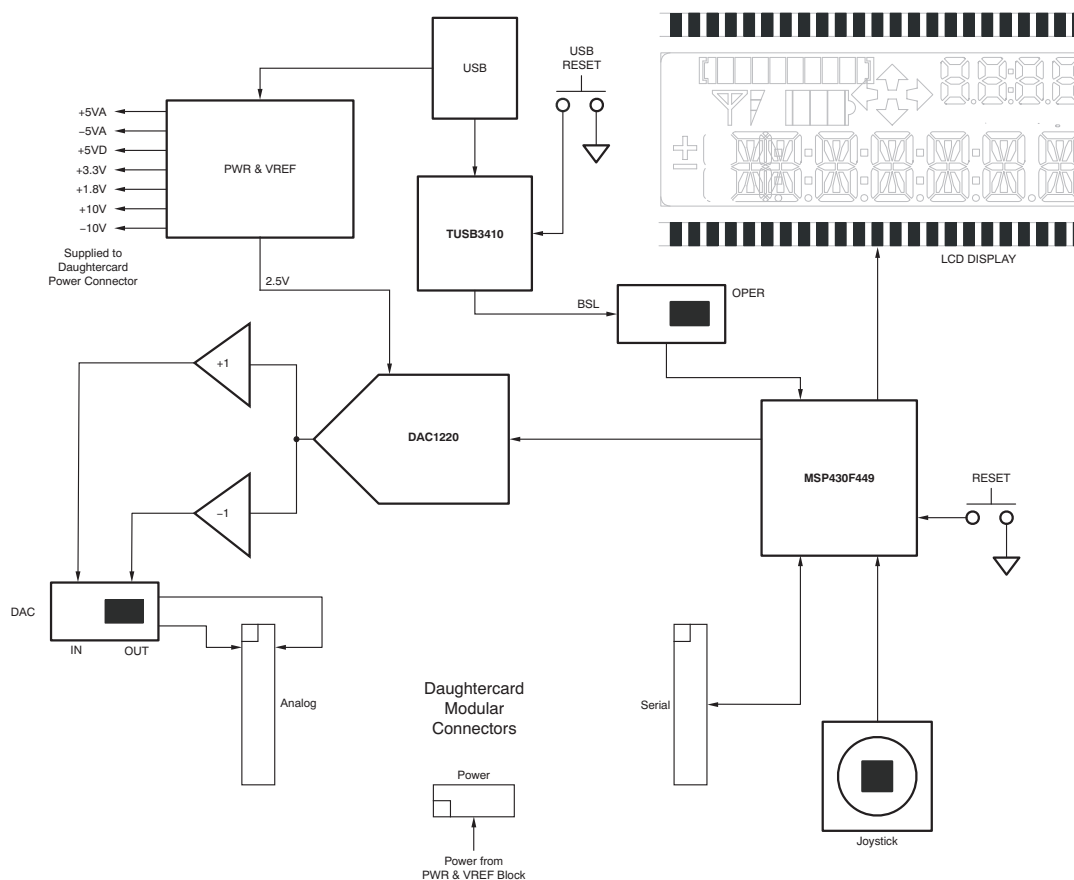 USB
USB
RESET
+5VA
−5VA
+5VD
+3.3V
+1.8V
+10V
−10V
Supplied to
Daughtercard
Power Connector
PWR & VREF
TUSB3410
LCD DISPLAY
2.5V
BSL
OPER
+1
DAC1220
MSP430F449
RESET
−1
DAC
IN
OUT
Analog
Daughtercard
Modular
Connectors
Serial
Power
Power from
PWR & VREF Block
Joystick